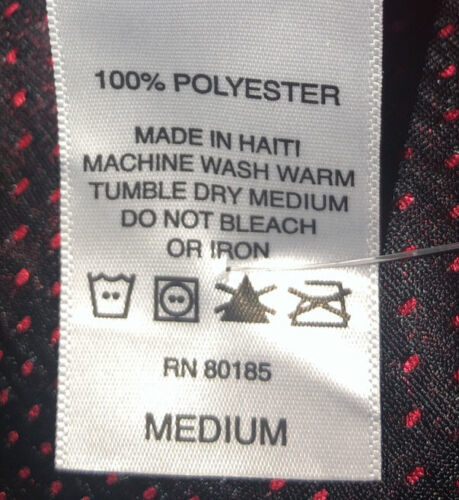 100% POLYESTER
MADE IN HAITI
MACHINE WASH WARM
TUMBLE DRY MEDIUM
DO NOT BLEACH
OR IRON
RN 80185
MEDIUM